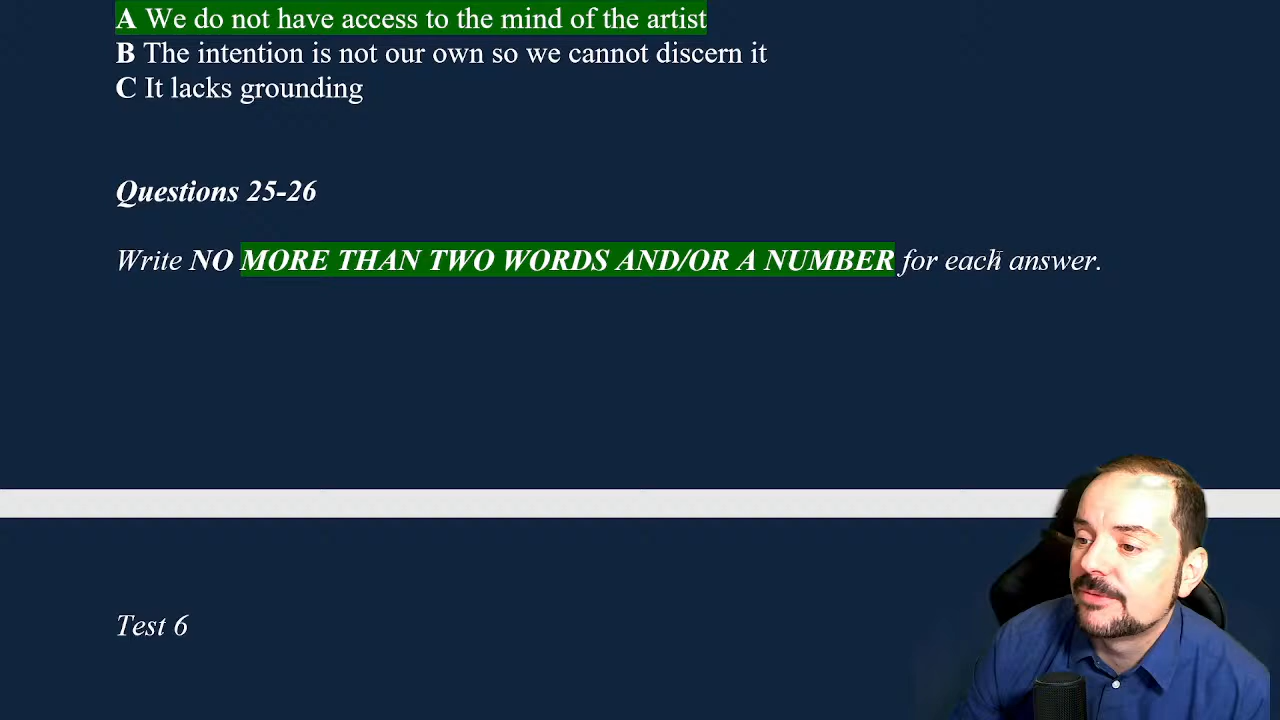 A We do not have access to the mind of the artist
B The intention is not our own so we cannot discern it
C It lacks grounding
Questions 25-26
Write NO MORE THAN TWO WORDS AND/OR A NUMBER for each answer.
Test 6